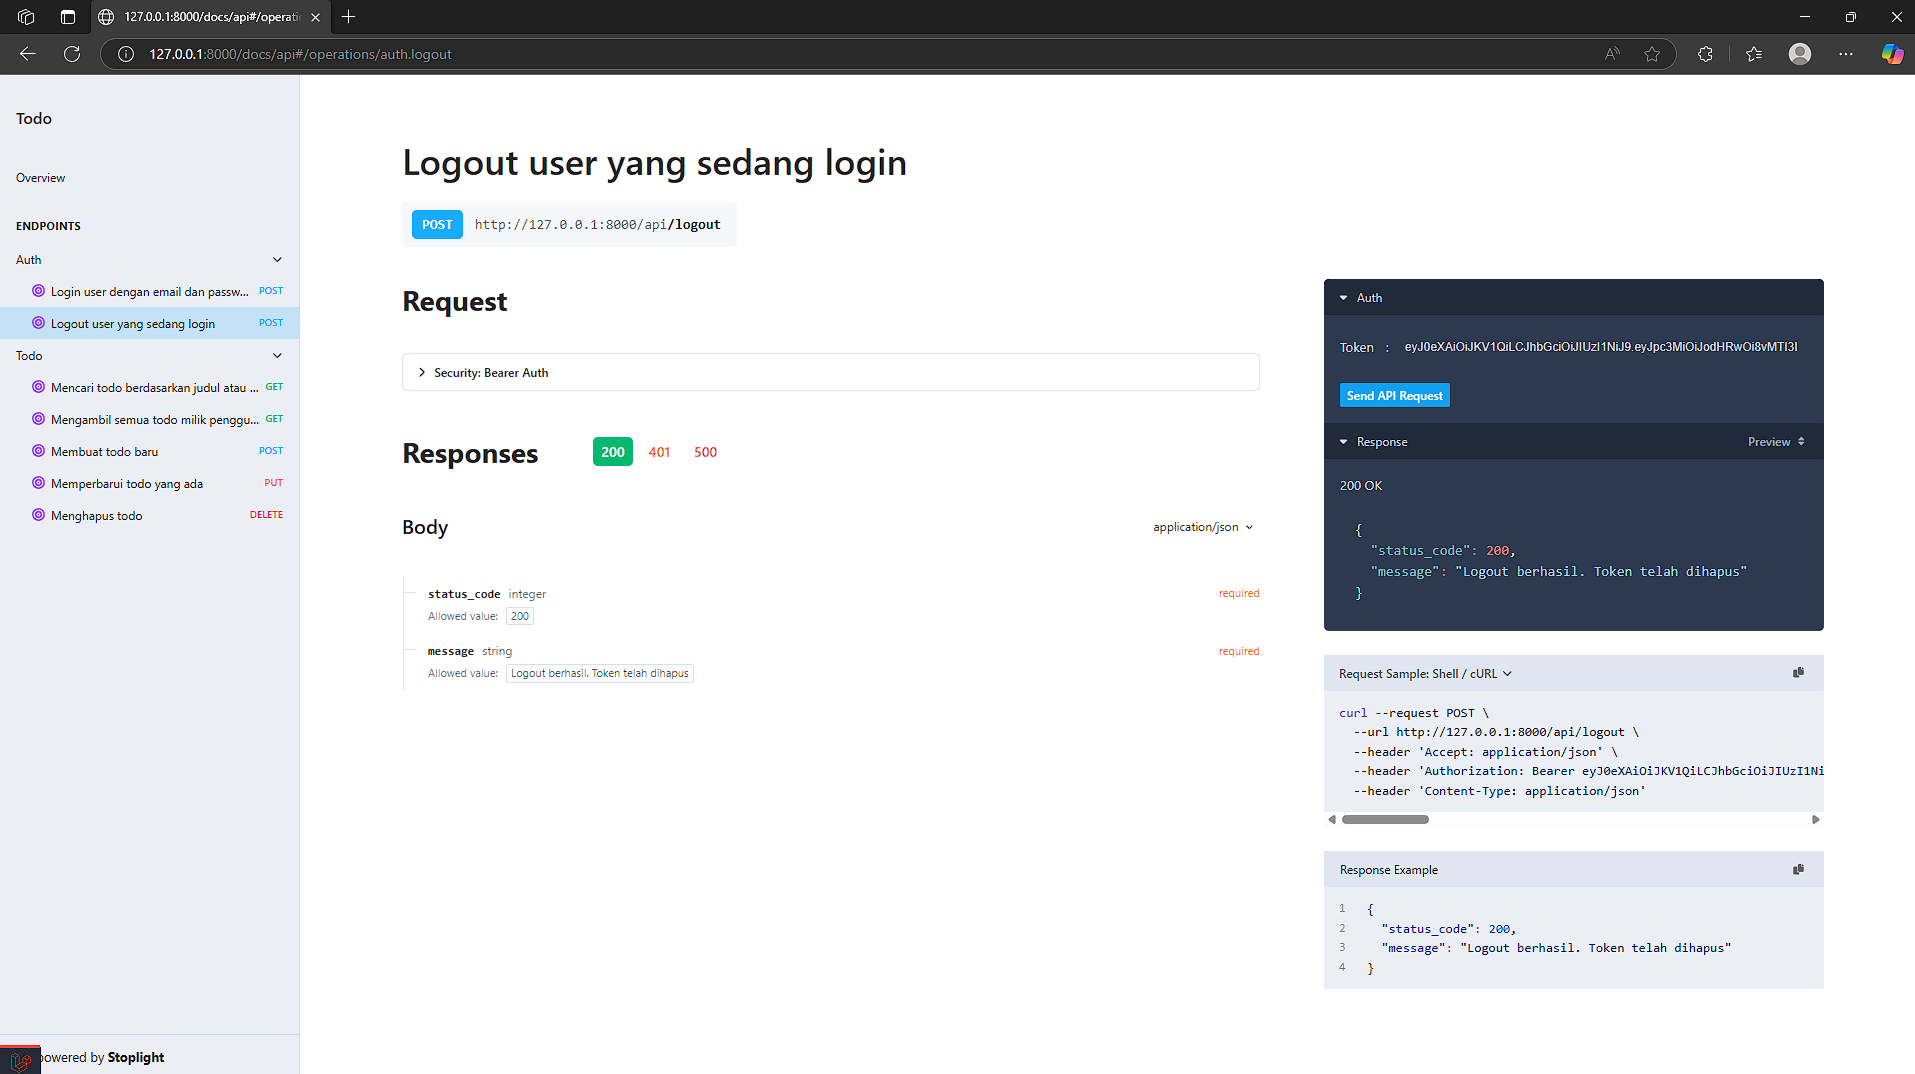 127.0.0.1:8000/docs/api#/operati
127.0.0.1:8000/docs/api#/operations/auth.logout
Todo
Overview
ENDPOINTS
Auth
Login user dengan email dan passw... POST
Logout user yang sedang login POST
Todo
Mencari todo berdasarkan judul atau ... GET
Mengambil semua todo milik penggu... GET
Membuat todo baru POST
Memperbarui todo yang ada PUT
Menghapus todo DELETE
powered by Stoplight
Logout user yang sedang login
POST http://127.0.0.1:8000/api/logout
Request
Security: Bearer Auth
Responses 200 401 500
Body application/json
status_code integer required
Allowed value: 200
message string required
Allowed value: Logout berhasil. Token telah dihapus
Auth
Token : eyJ0eXAiOiJKV1QiLCJhbGciOiJIUzI1NiJ9.eyJpc3MiOiJodHRwOi8vMTI3I
Send API Request
Response Preview
200 OK
{
"status_code": 200,
"message": "Logout berhasil. Token telah dihapus"
}
Request Sample: Shell / cURL
curl --request POST \
--url http://127.0.0.1:8000/api/logout \
--header 'Accept: application/json' \
--header 'Authorization: Bearer eyJ0eXAiOiJKV1QiLCJhbGciOiJIUzI1Ni
--header 'Content-Type: application/json'
Response Example
1 {
2 "status_code": 200,
3 "message": "Logout berhasil. Token telah dihapus"
4 }